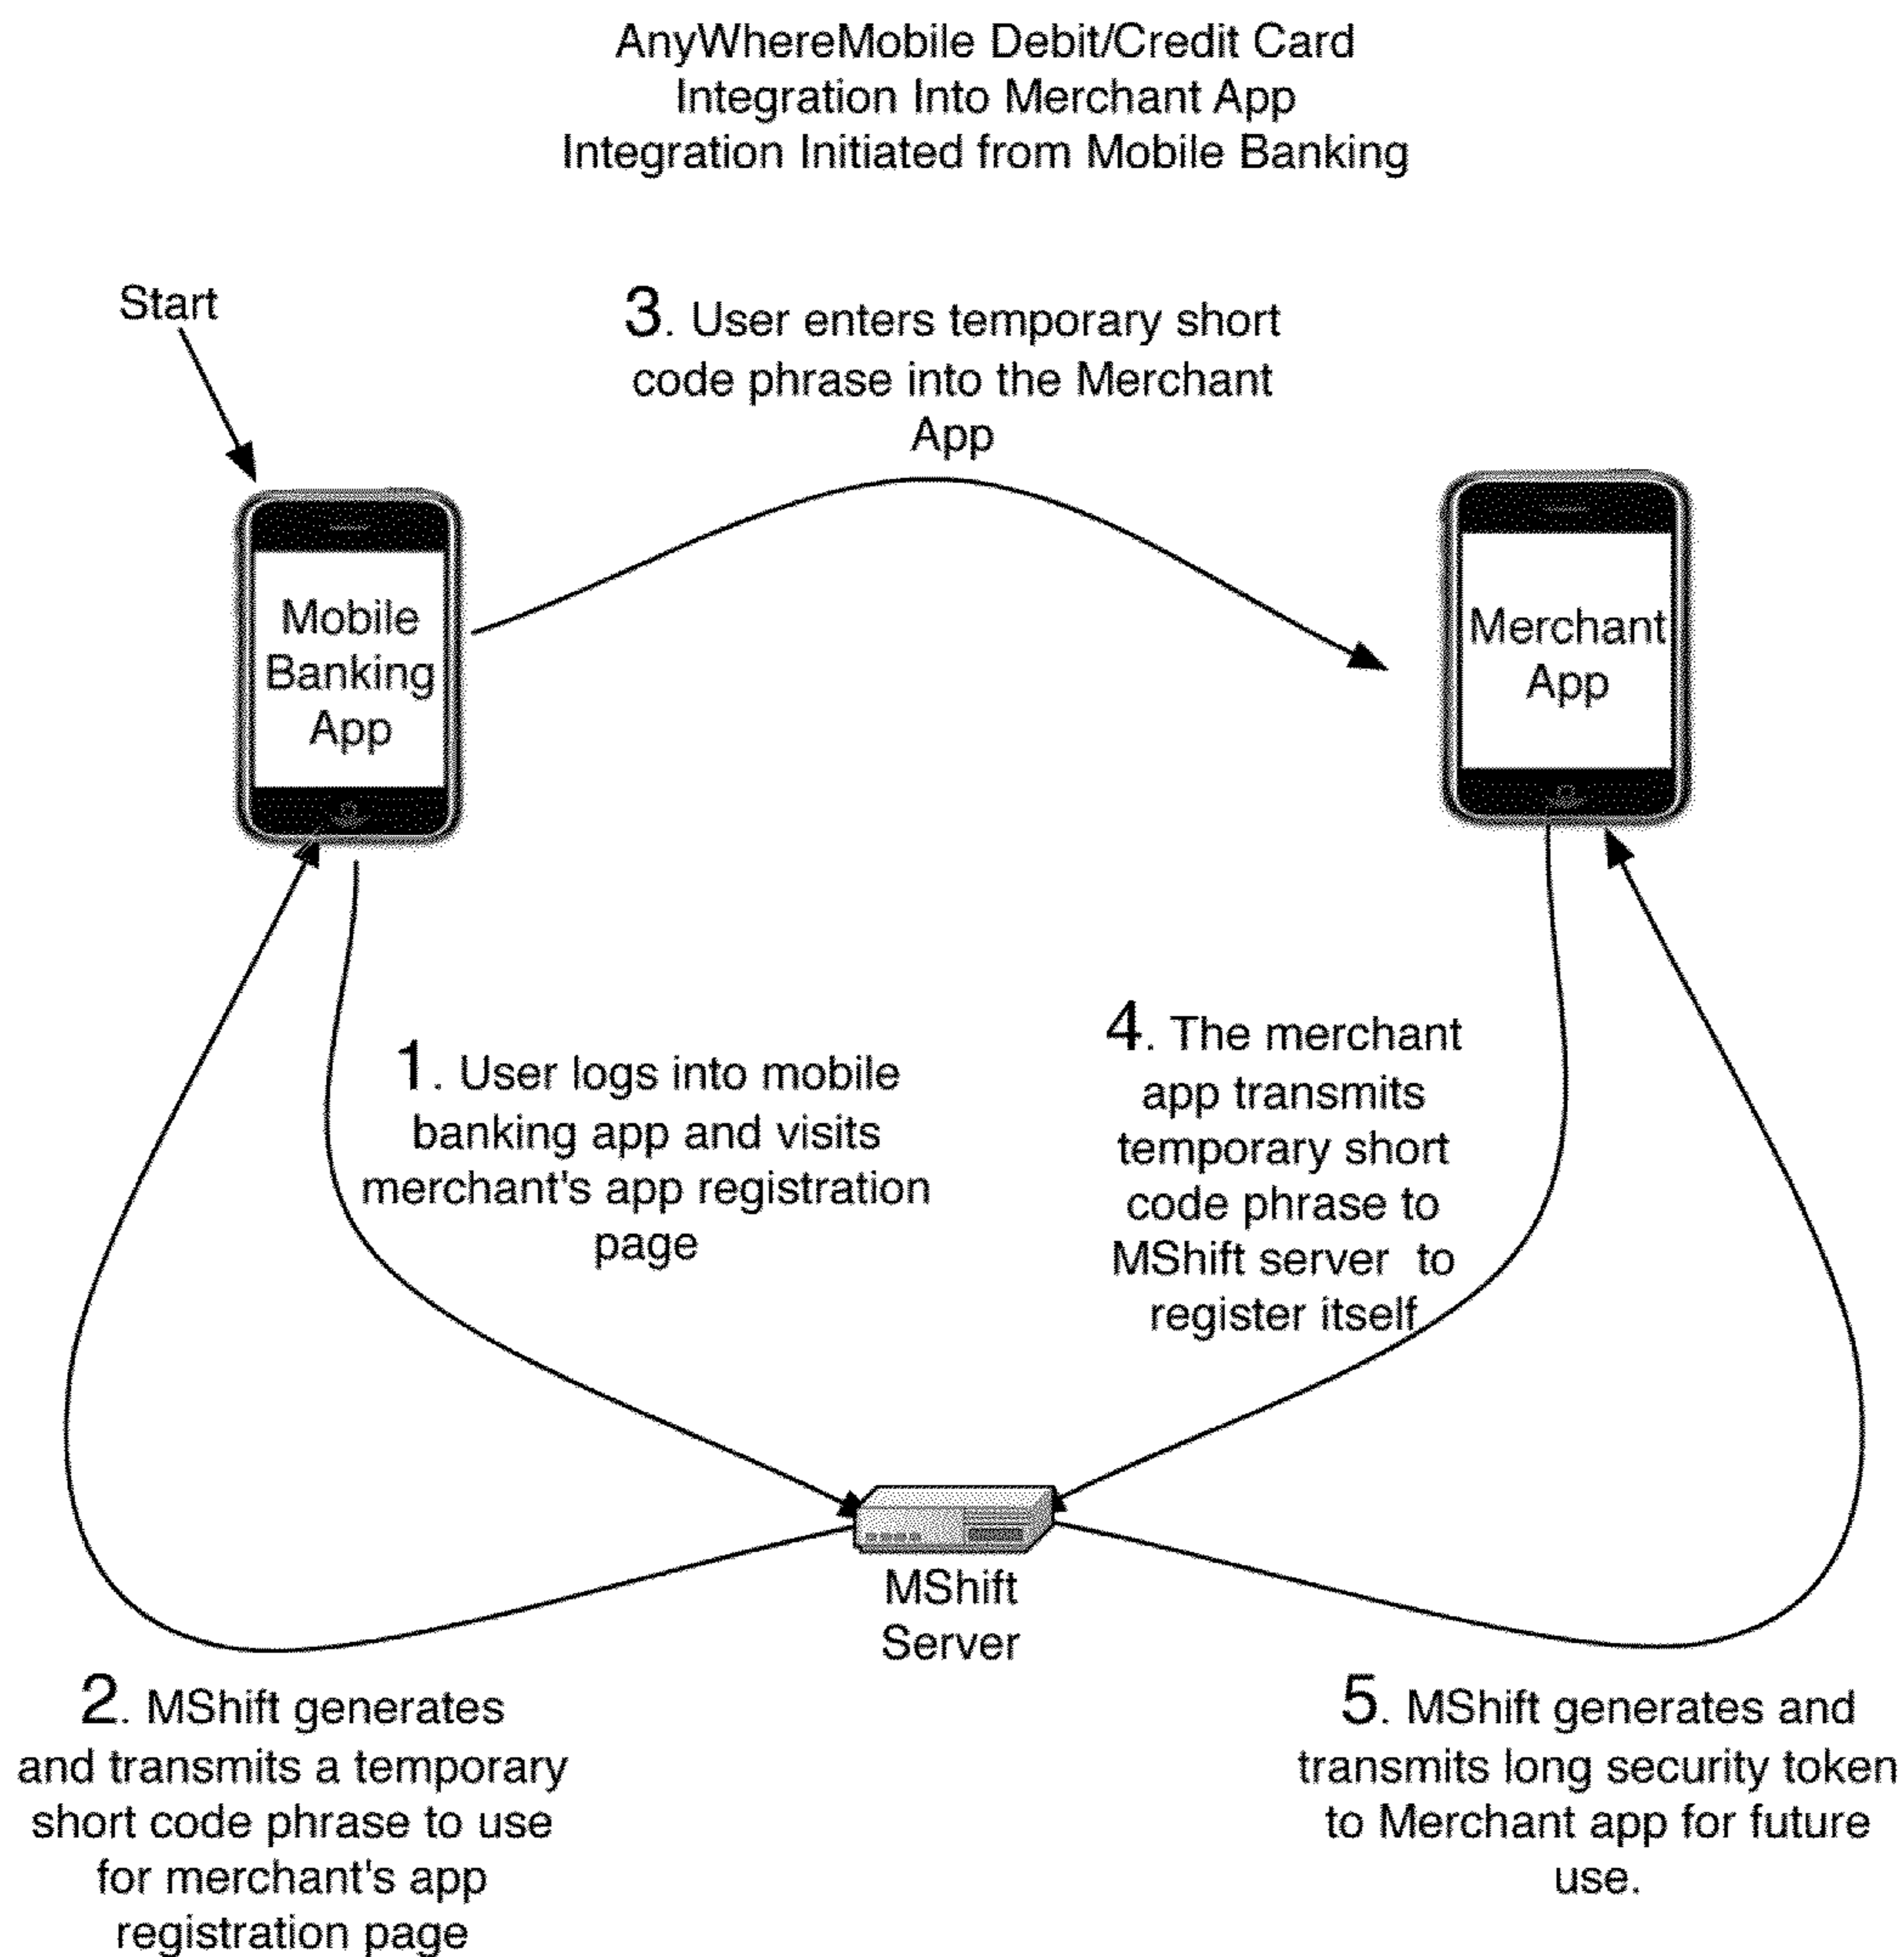 AnyWhereMobile Debit/Credit Card
Integration Into Merchant App
Integration Initiated from Mobile Banking
Start
3. User enters temporary short
code phrase into the Merchant
App
Mobile
Banking
App
Merchant
App
1. User logs into mobile
banking app and visits
merchant's app registration
page
4. The merchant
app transmits
temporary short
code phrase to
MShift server to
register itself
MShift
Server
2. MShift generates
and transmits a temporary
short code phrase to use
for merchant's app
registration page
5. MShift generates and
transmits long security token
to Merchant app for future
use.